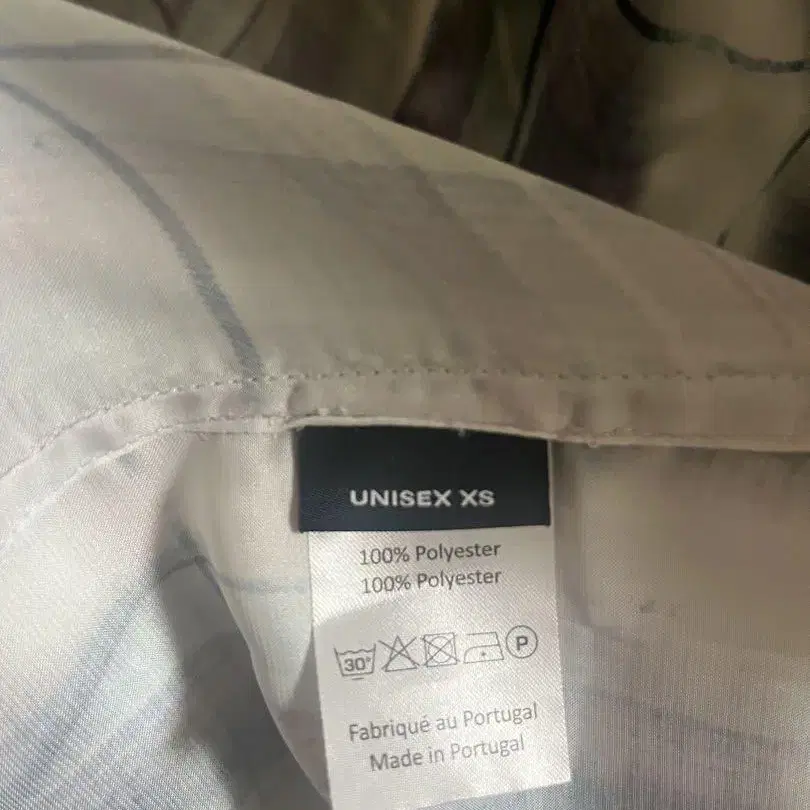 UNISEX XS
100% Polyester
100% Polyester
30° P
Fabriqué au Portugal
Made in Portugal